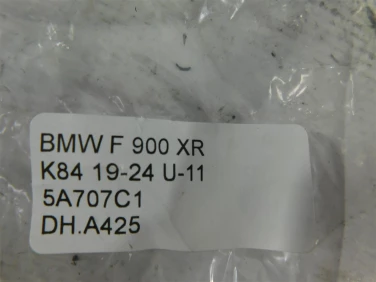 BMW F 900 XR
K84 19-24 U-11
5A707C1
DH.A425